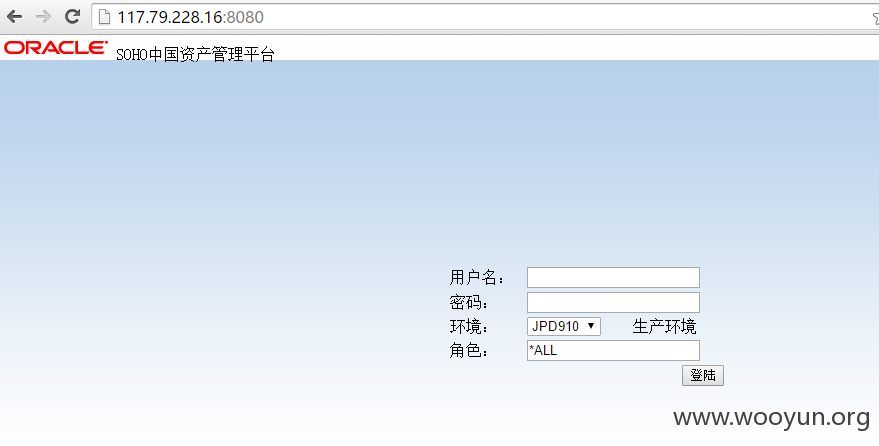 117.79.228.16:8080
ORACLE SOHO中国资产管理平台
用户名：
密码：
环境： JPD910 生产环境
角色： *ALL
登陆
www.wooyun.org